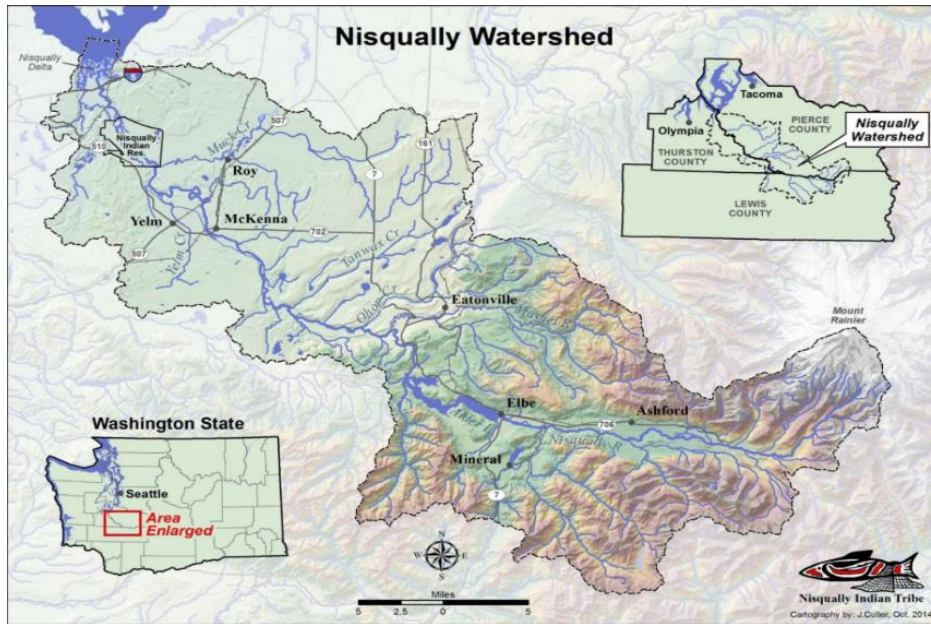 Nisqually Watershed
Nisqually
Delta
Graham
Muck Cr
507
Nisqually
Indian
Res.
510
161
7
Roy
Yelm
McKenna
702
507
Yelm Cr
Rainier
Tanwax Cr
Ohop Cr
Eatonville
Mashel R
Mount
Rainier
Elbe
Ashford
706
Nisqually R
Mineral
7
Tacoma
PIERCE
COUNTY
Olympia
Nisqually
Watershed
THURSTON
COUNTY
LEWIS
COUNTY
Washington State
Seattle
Area
Enlarged
N
W
E
S
Miles
5
2.5
0
5
Nisqually Indian Tribe
Cartography by: J.Cutler, Oct. 2014